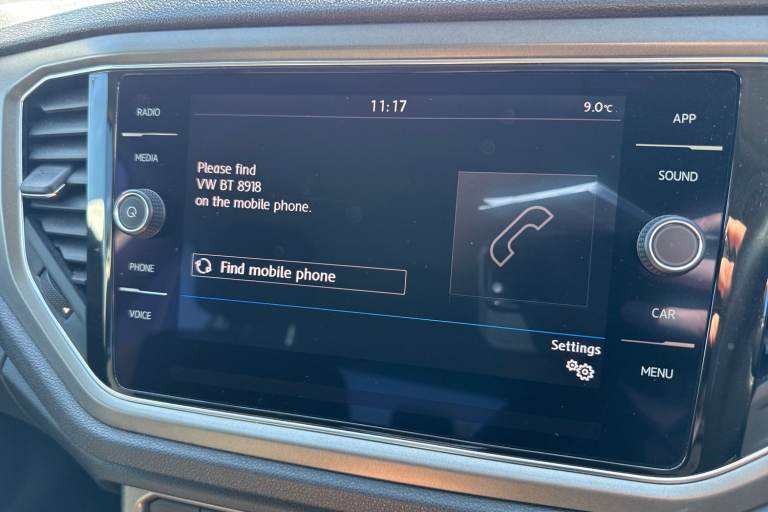 RADIO
MEDIA
PHONE
VOICE
11:17
9.0°C
Please find
VW BT 8918
on the mobile phone.
Find mobile phone
Settings
APP
SOUND
CAR
MENU